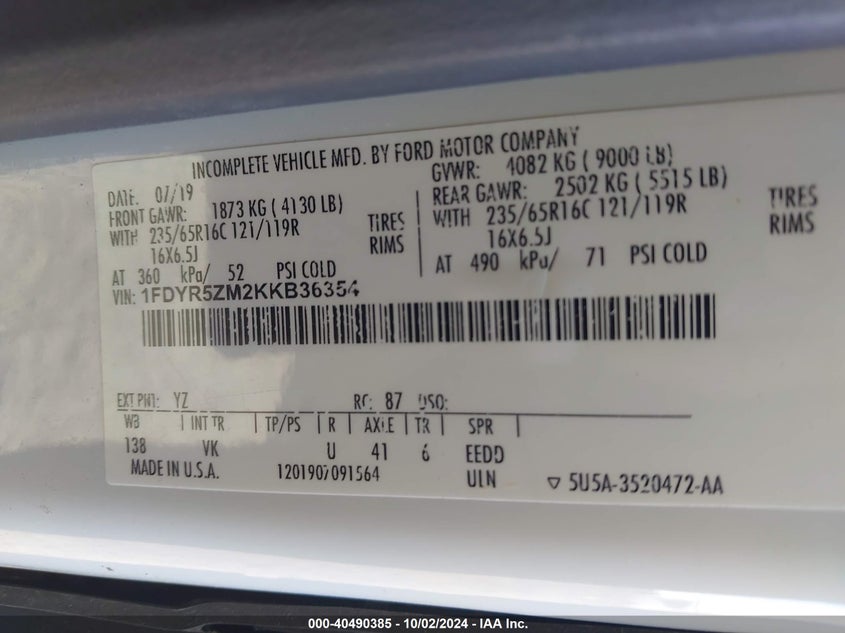 INCOMPLETE VEHICLE MFD. BY FORD MOTOR COMPANY
DATE: 07/19
GVWR: 4082 KG ( 9000 LB)
FRONT GAWR: 1873 KG ( 4130 LB)
REAR GAWR: 2502 KG ( 5515 LB)
WITH 235/65R16C 121/119R TIRES
WITH 235/65R16C 121/119R TIRES
16X6.5J RIMS
16X6.5J RIMS
AT 360 kPa/ 52 PSI COLD
AT 490 kPa/ 71 PSI COLD
VIN: 1FDYR5ZM2KKB36354
EXT PNT: YZ RC: 87 DSO:
WB INT TR TP/PS R AXLE TR SPR
138 VK U 41 6 EEDD
MADE IN U.S.A. 1201907091564 ULN ▽ 5U5A-3520472-AA
000-40490385 - 10/02/2024 - IAA Inc.